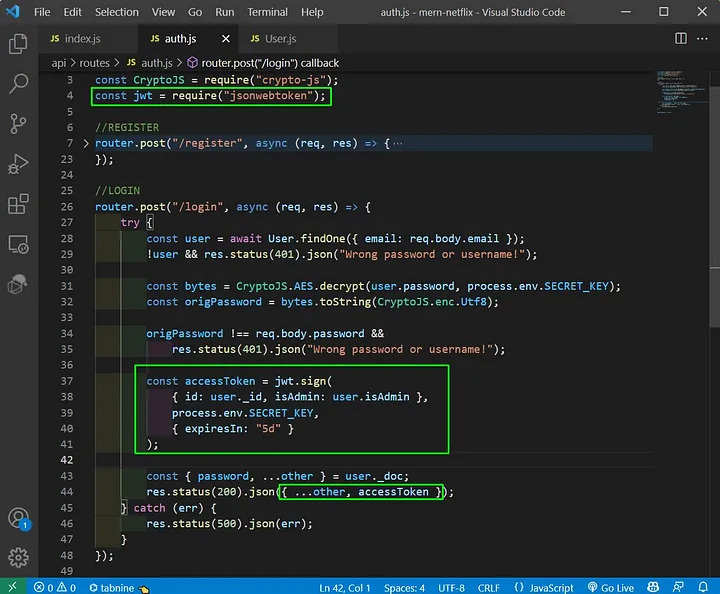 File Edit Selection View Go Run Terminal Help auth.js - mern-netflix - Visual Studio Code
JS index.js JS auth.js JS User.js
api > routes > JS auth.js > router.post("/login") callback
3 const CryptoJS = require("crypto-js");
4 const jwt = require("jsonwebtoken");
5
6 //REGISTER
7 router.post("/register", async (req, res) => {···
23 });
24
25 //LOGIN
26 router.post("/login", async (req, res) => {
27 try {
28 const user = await User.findOne({ email: req.body.email });
29 !user && res.status(401).json("Wrong password or username!");
30
31 const bytes = CryptoJS.AES.decrypt(user.password, process.env.SECRET_KEY);
32 const origPassword = bytes.toString(CryptoJS.enc.Utf8);
33
34 origPassword !== req.body.password &&
35 res.status(401).json("Wrong password or username!");
36
37 const accessToken = jwt.sign(
38 { id: user._id, isAdmin: user.isAdmin },
39 process.env.SECRET_KEY,
40 { expiresIn: "5d" }
41 );
42
43 const { password, ...other } = user._doc;
44 res.status(200).json({ ...other, accessToken });
45 } catch (err) {
46 res.status(500).json(err);
47 }
48 });
49
1
0 0 tabnine Ln 42, Col 1 Spaces: 4 UTF-8 CRLF {} JavaScript Go Live